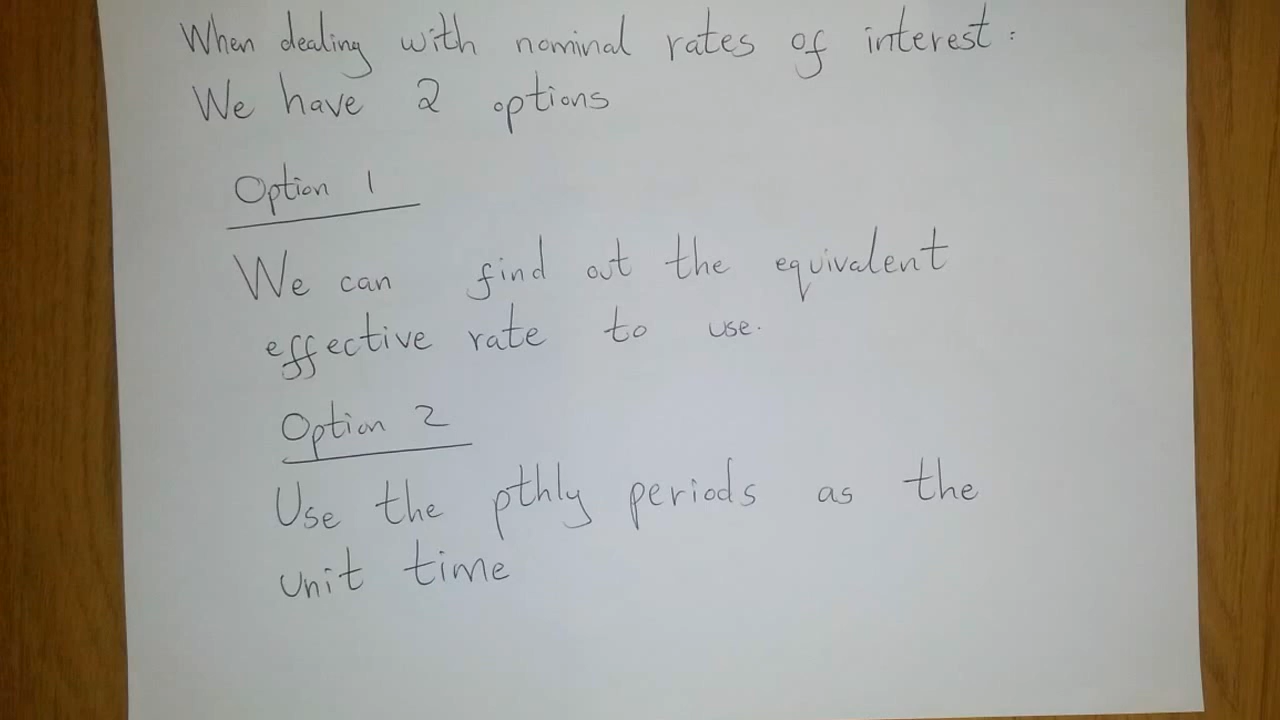 When dealing with nominal rates of interest:
We have 2 options
Option 1
We can find out the equivalent
effective rate to use.
Option 2
Use the pthly periods as the
unit time